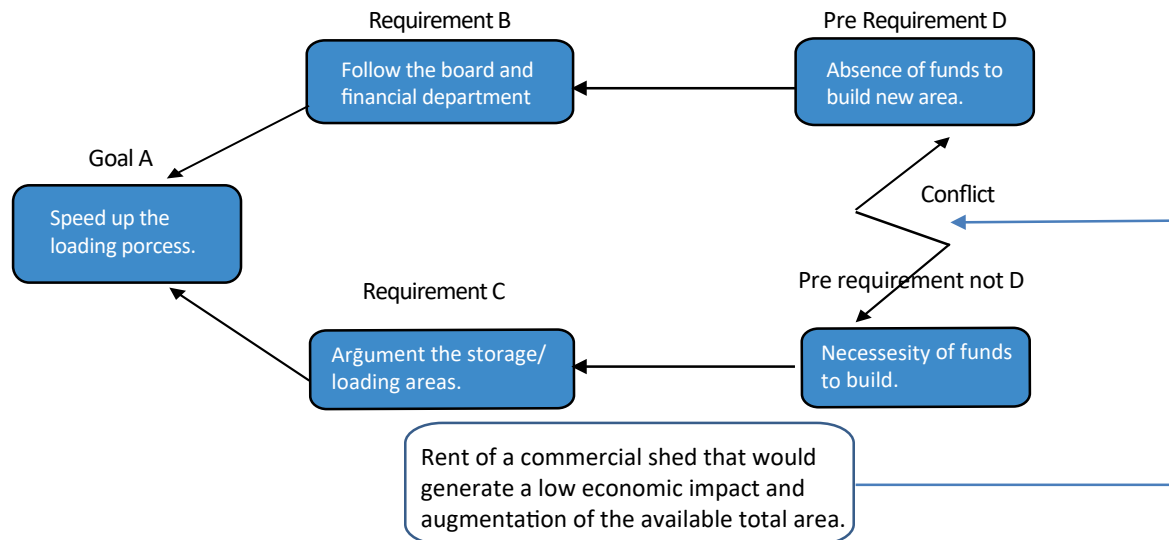 Requirement B
Pre Requirement D
Follow the board and
financial department
Absence of funds to
build new area.
Goal A
Speed up the
loading porcess.
Conflict
Pre requirement not D
Requirement C
Arğument the storage/
loading areas.
Necessesity of funds
to build.
Rent of a commercial shed that would
generate a low economic impact and
augmentation of the available total area.